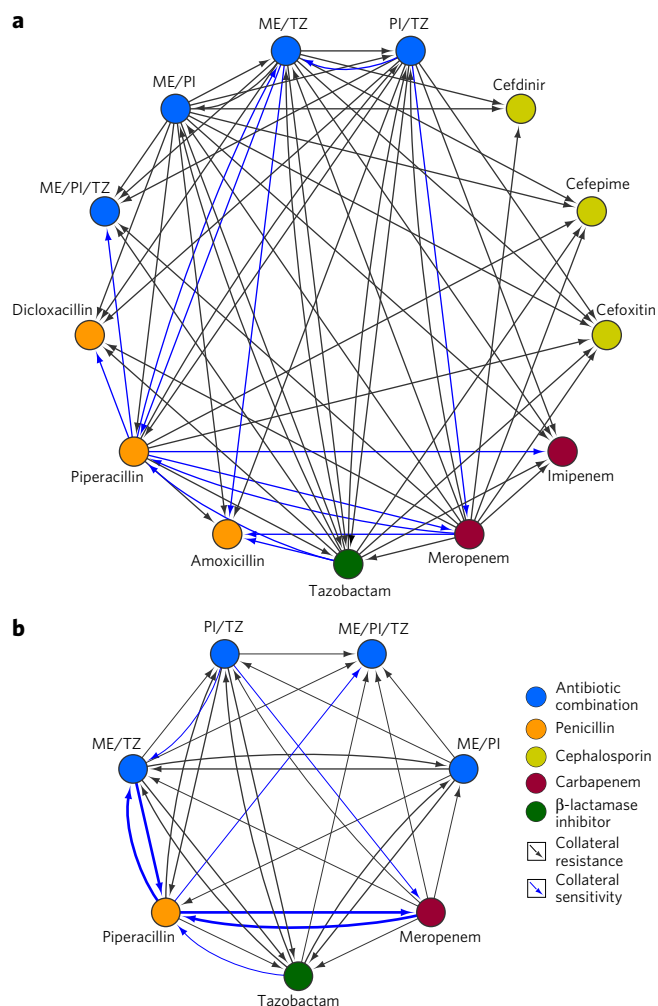 a
ME/TZ
PI/TZ
ME/PI
Cefdinir
ME/PI/TZ
Cefepime
Dicloxacillin
Cefoxitin
Piperacillin
Imipenem
Amoxicillin
Meropenem
Tazobactam
b
PI/TZ
ME/PI/TZ
ME/TZ
ME/PI
Piperacillin
Meropenem
Tazobactam
Antibiotic
combination
Penicillin
Cephalosporin
Carbapenem
β-lactamase
inhibitor
Collateral
resistance
Collateral
sensitivity